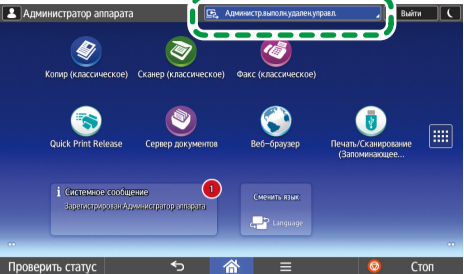 Администратор аппарата
Администр.выполн.удален.управл.
Выйти
Копир (классическое)
Сканер (классическое)
Факс (классическое)
Quick Print Release
Сервер документов
Веб-браузер
Печать/Сканирование
(Запоминающее...
Системное сообщение
1
Зарегистрирован Администратор аппарата
Сменить язык
Language
Проверить статус
Стоп